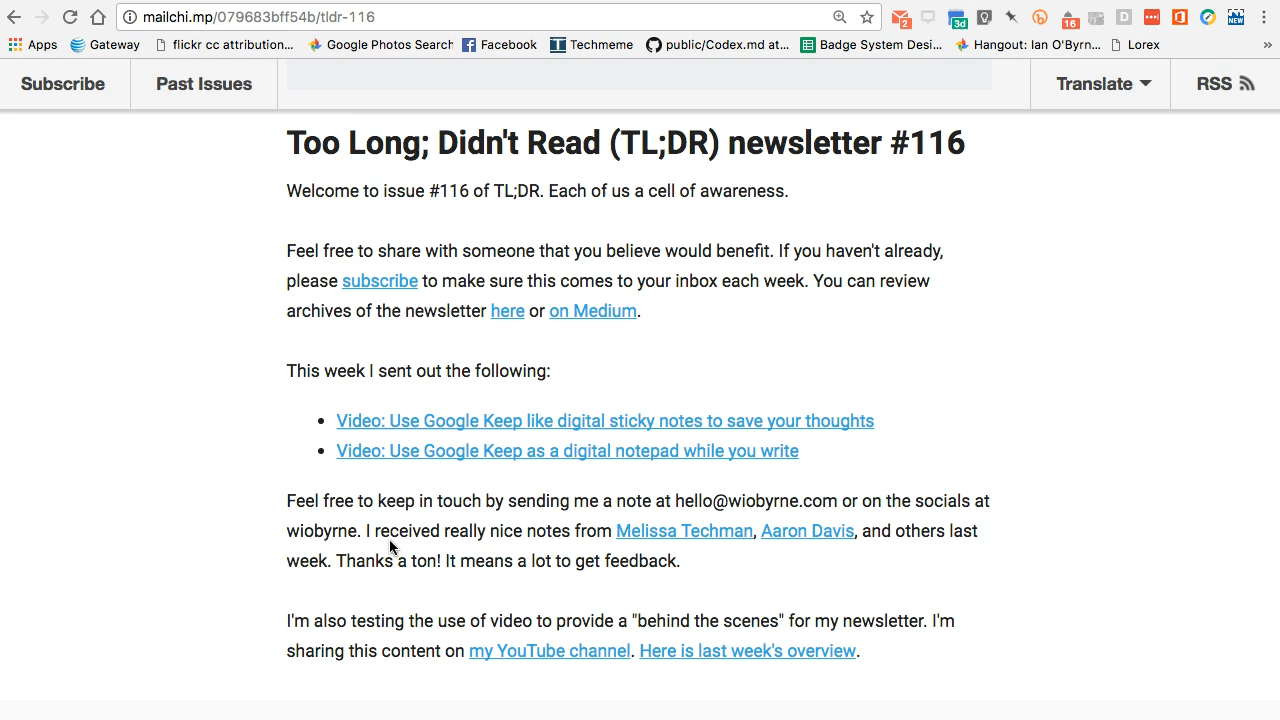 mailchi.mp/079683bff54b/tldr-116
2
3d
16
D
NEW
Apps
Gateway
flickr cc attribution...
Google Photos Search
Facebook
Techmeme
public/Codex.md at...
Badge System Desi...
Hangout: Ian O'Byrn...
Lorex
»
Subscribe
Past Issues
Translate
RSS
Too Long; Didn't Read (TL;DR) newsletter #116
Welcome to issue #116 of TL;DR. Each of us a cell of awareness.
Feel free to share with someone that you believe would benefit. If you haven't already,
please subscribe to make sure this comes to your inbox each week. You can review
archives of the newsletter here or on Medium.
This week I sent out the following:
• Video: Use Google Keep like digital sticky notes to save your thoughts
• Video: Use Google Keep as a digital notepad while you write
Feel free to keep in touch by sending me a note at hello@wiobyrne.com or on the socials at
wiobyrne. I received really nice notes from Melissa Techman, Aaron Davis, and others last
week. Thanks a ton! It means a lot to get feedback.
I'm also testing the use of video to provide a "behind the scenes" for my newsletter. I'm
sharing this content on my YouTube channel. Here is last week's overview.